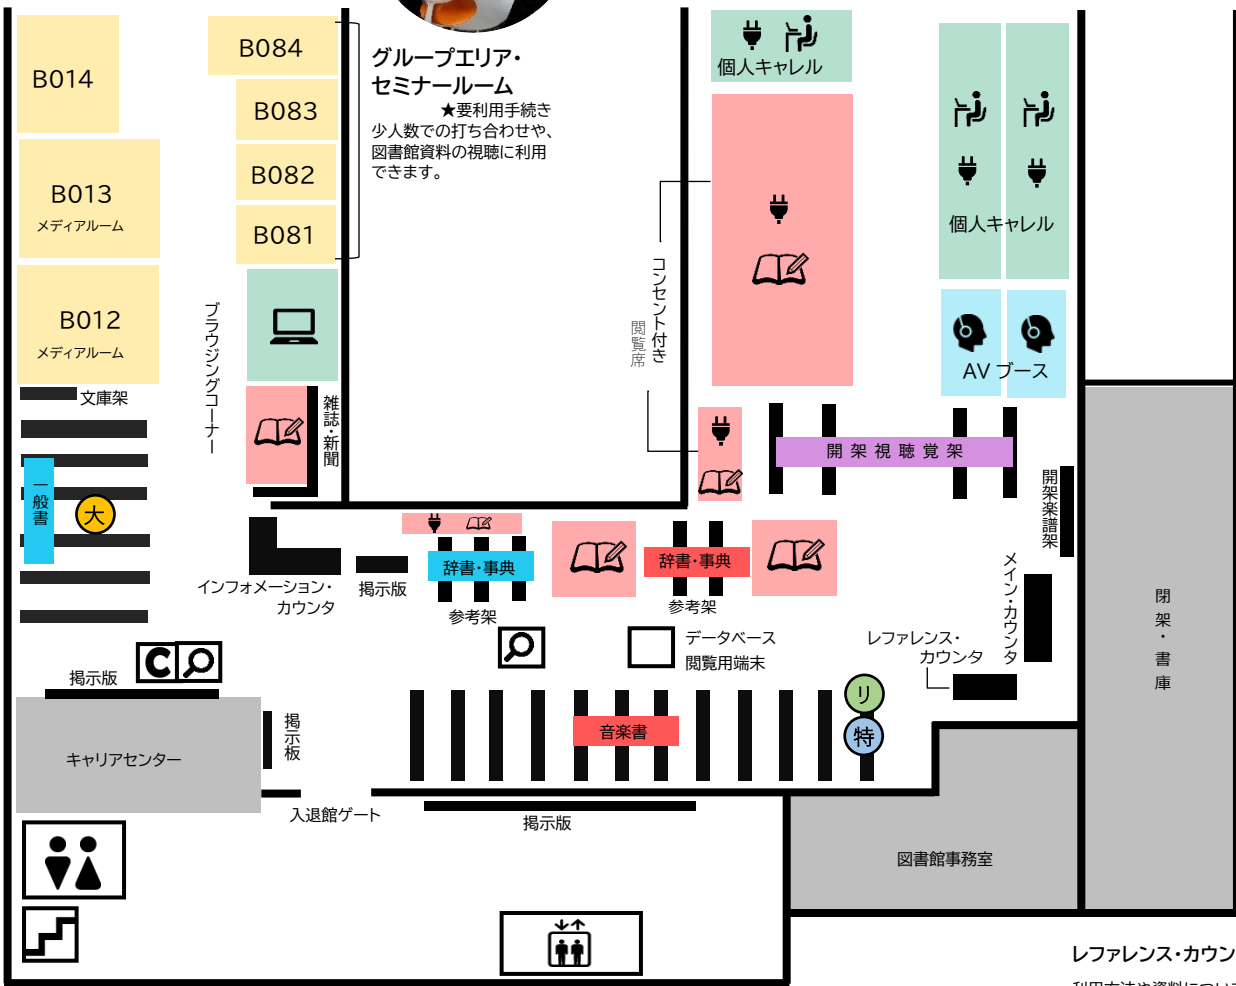 B014
B084
B083
B082
B081
B013
メディアルーム
B012
メディアルーム
グループエリア・
セミナールーム
★要利用手続き
少人数での打ち合わせや、
図書館資料の視聴に利用
できます。
個人キャレル
個人キャレル
コンセント付き
閲覧席
AV ブース
ブラウジングコーナー
雑誌・新聞
文庫架
一般書
大
開架視聴覚架
開架楽譜架
インフォメーション・
カウンタ
掲示版
辞書・事典
参考架
辞書・事典
参考架
データベース
閲覧用端末
メイン・カウンタ
レファレンス・
カウンタ
閉架・書庫
C
掲示版
キャリアセンター
掲示板
音楽書
リ
特
入退館ゲート
掲示版
図書館事務室
レファレンス・カウン
利用方法や資料につい